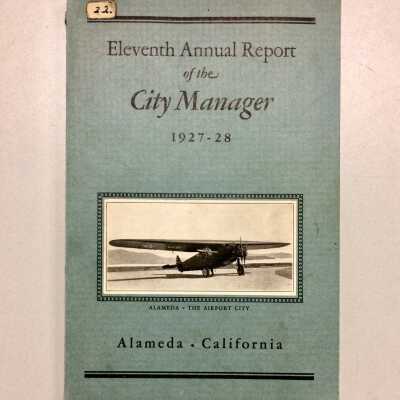 22.
Eleventh Annual Report
of the
City Manager
1927-28
ALAMEDA • THE AIRPORT CITY
Alameda • California